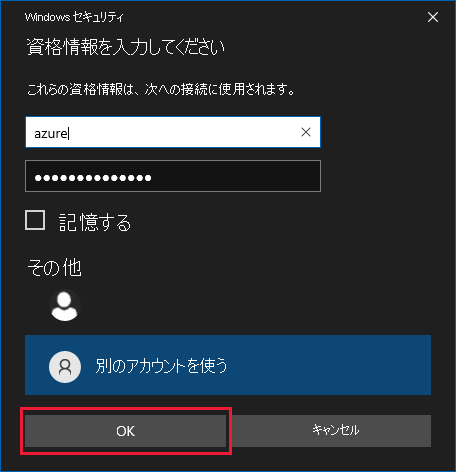 Windows セキュリティ
資格情報を入力してください
これらの資格情報は、次への接続に使用されます。
azure
●●●●●●●●●●●●●●
記憶する
その他
別のアカウントを使う
OK
キャンセル